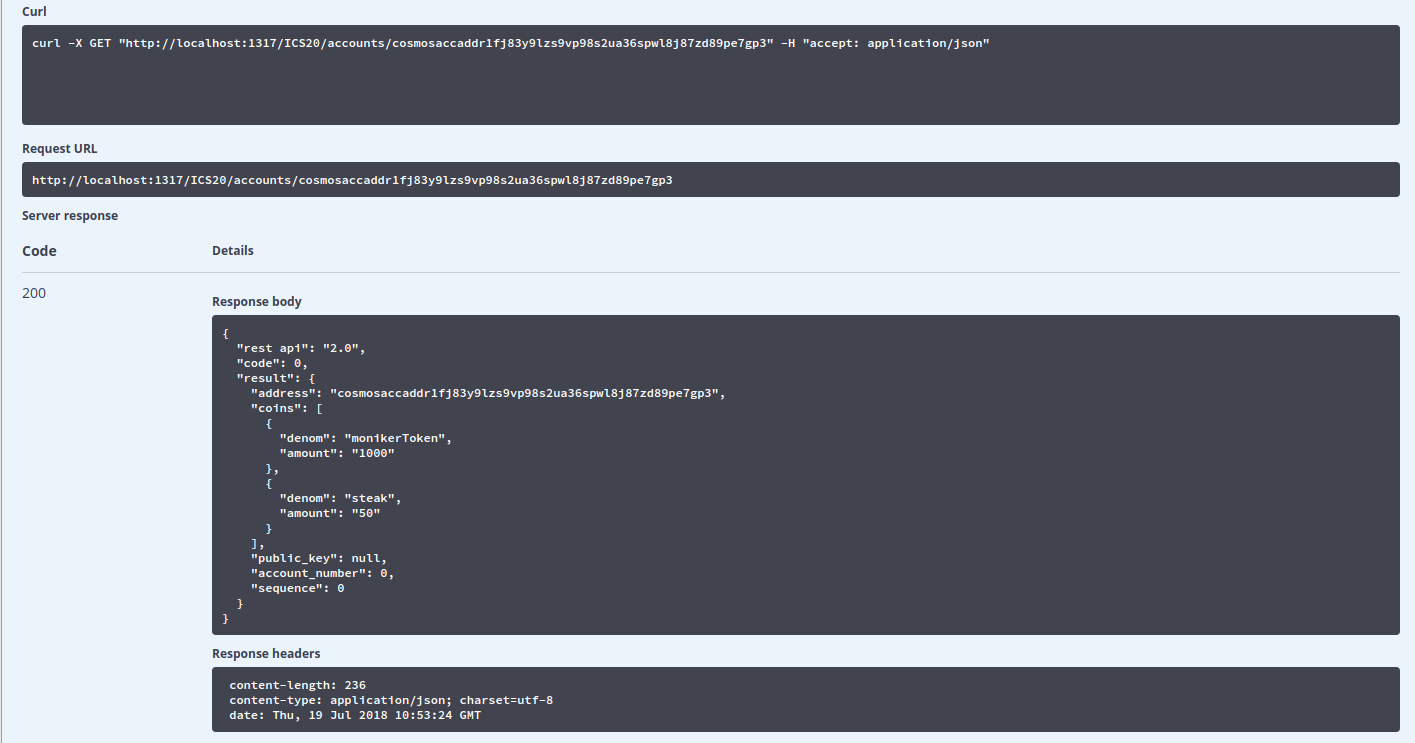 Curl
curl -X GET "http://localhost:1317/ICS20/accounts/cosmosaccaddr1fj83y9lzs9vp98s2ua36spwl8j87zd89pe7gp3" -H "accept: application/json"
Request URL
http://localhost:1317/ICS20/accounts/cosmosaccaddr1fj83y9lzs9vp98s2ua36spwl8j87zd89pe7gp3
Server response
Code Details
200
Response body
{
  "rest api": "2.0",
  "code": 0,
  "result": {
    "address": "cosmosaccaddr1fj83y9lzs9vp98s2ua36spwl8j87zd89pe7gp3",
    "coins": [
      {
        "denom": "monikerToken",
        "amount": "1000"
      },
      {
        "denom": "steak",
        "amount": "50"
      }
    ],
    "public_key": null,
    "account_number": 0,
    "sequence": 0
  }
}
Response headers
content-length: 236
content-type: application/json; charset=utf-8
date: Thu, 19 Jul 2018 10:53:24 GMT